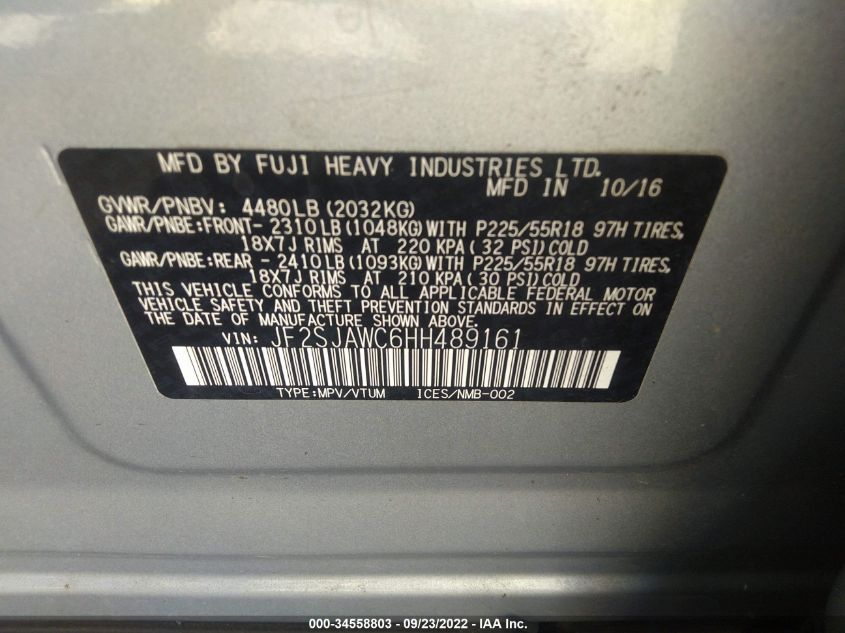 MFD BY FUJI HEAVY INDUSTRIES LTD.
MFD IN 10/16
GVWR/PNBV: 4480LB (2032KG)
GAWR/PNBE:FRONT- 2310LB (1048KG) WITH P225/55R18 97H TIRES,
18X7J RIMS AT 220 KPA( 32 PSI) COLD
GAWR/PNBE:REAR - 2410LB (1093KG) WITH P225/55R18 97H TIRES,
18X7J RIMS AT 210 KPA( 30 PSI) COLD
THIS VEHICLE CONFORMS TO ALL APPLICABLE FEDERAL MOTOR
VEHICLE SAFETY AND THEFT PREVENTION STANDARDS IN EFFECT ON
THE DATE OF MANUFACTURE SHOWN ABOVE.
VIN: JF2SJAWC6HH489161
TYPE:MPV/VTUM ICES/NMB-002
000-34558803 - 09/23/2022 - © IAA Inc.